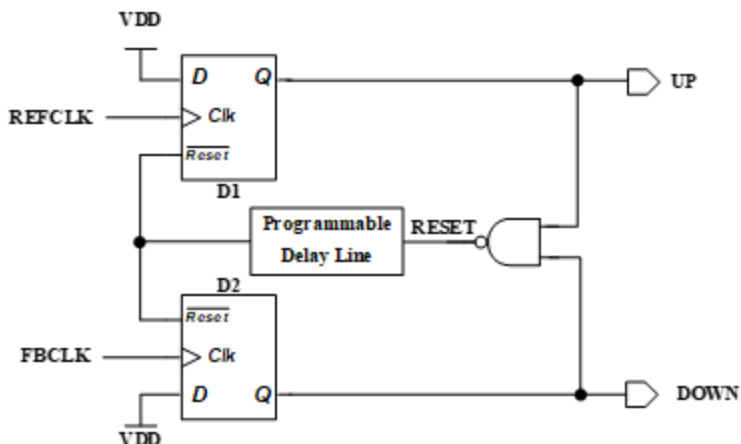 VDD
D Q
UP
REFCLK
Clk
Reset
D1
Programmable
Delay Line
RESET
D2
Reset
FBCLK
Clk
D Q
DOWN
VDD